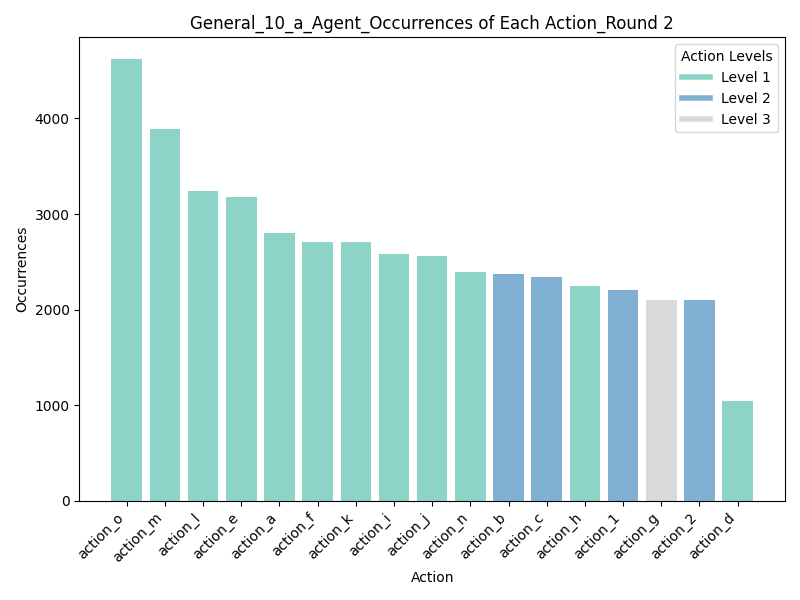 General_10_a_Agent_Occurrences of Each Action_Round 2
Action Levels
Level 1
Level 2
Level 3
Occurrences
4000
3000
2000
1000
0
action_o
action_m
action_l
action_e
action_a
action_f
action_k
action_i
action_j
action_n
action_b
action_c
action_h
action_1
action_g
action_2
action_d
Action